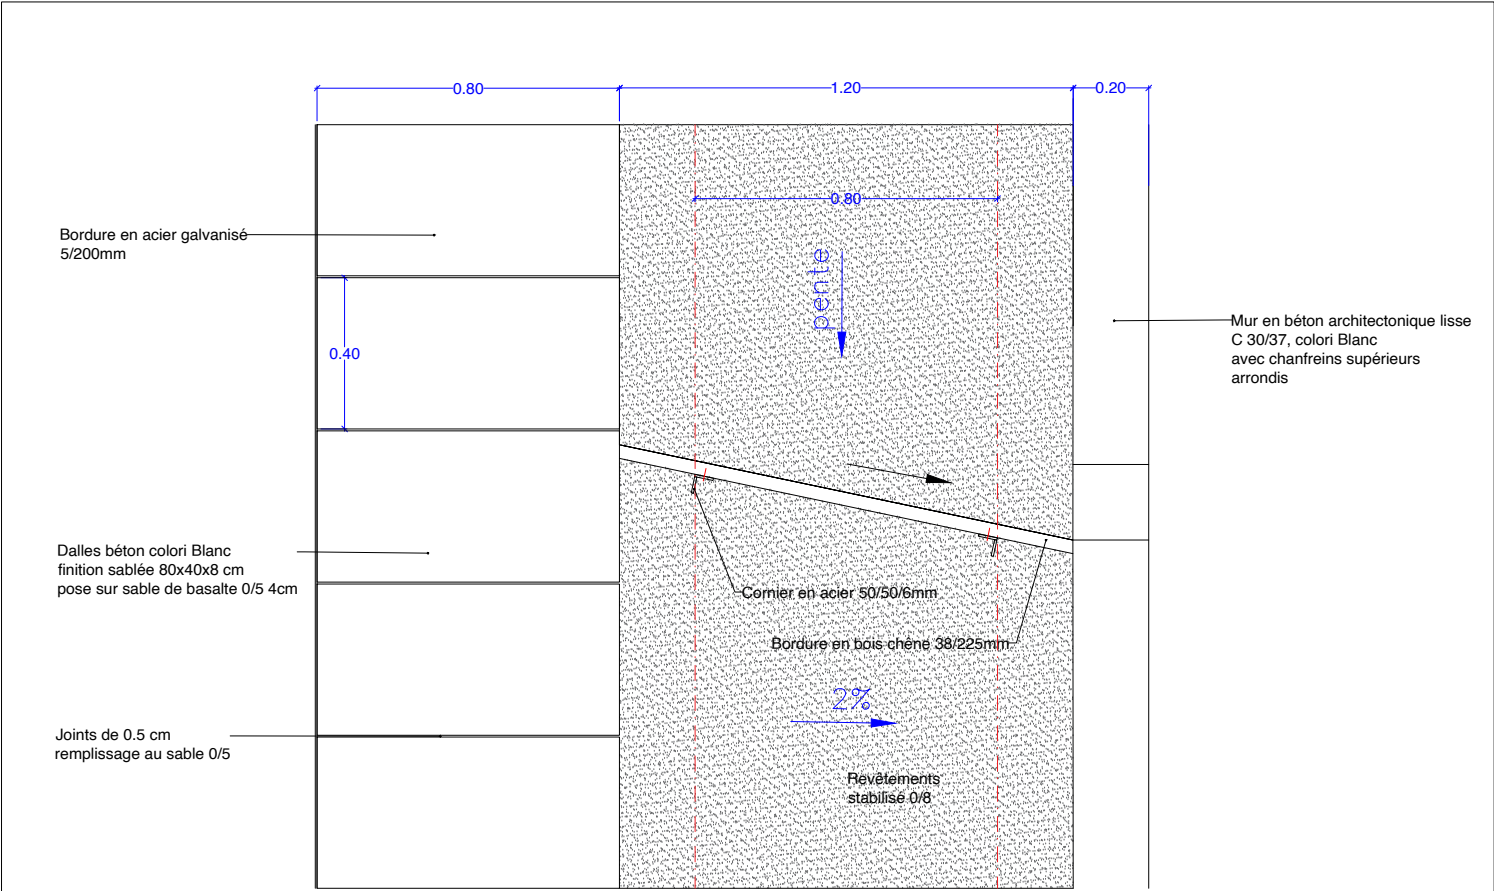 0.80
1.20
0.20
0.80
Bordure en acier galvanisé
5/200mm
pente
0.40
Mur en béton architectonique lisse
C 30/37, colori Blanc
avec chanfreins supérieurs
arrondis
Dalles béton colori Blanc
finition sablée 80x40x8 cm
pose sur sable de basalte 0/5 4cm
Cornier en acier 50/50/6mm
Bordure en bois chêne 38/225mm
2%
Joints de 0.5 cm
remplissage au sable 0/5
Revêtements
stabilisé 0/8